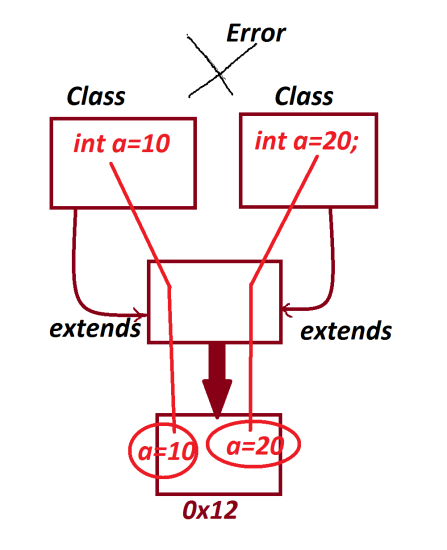 Error
Class
Class
int a=10
int a=20;
extends
extends
a=10
a=20
0x12